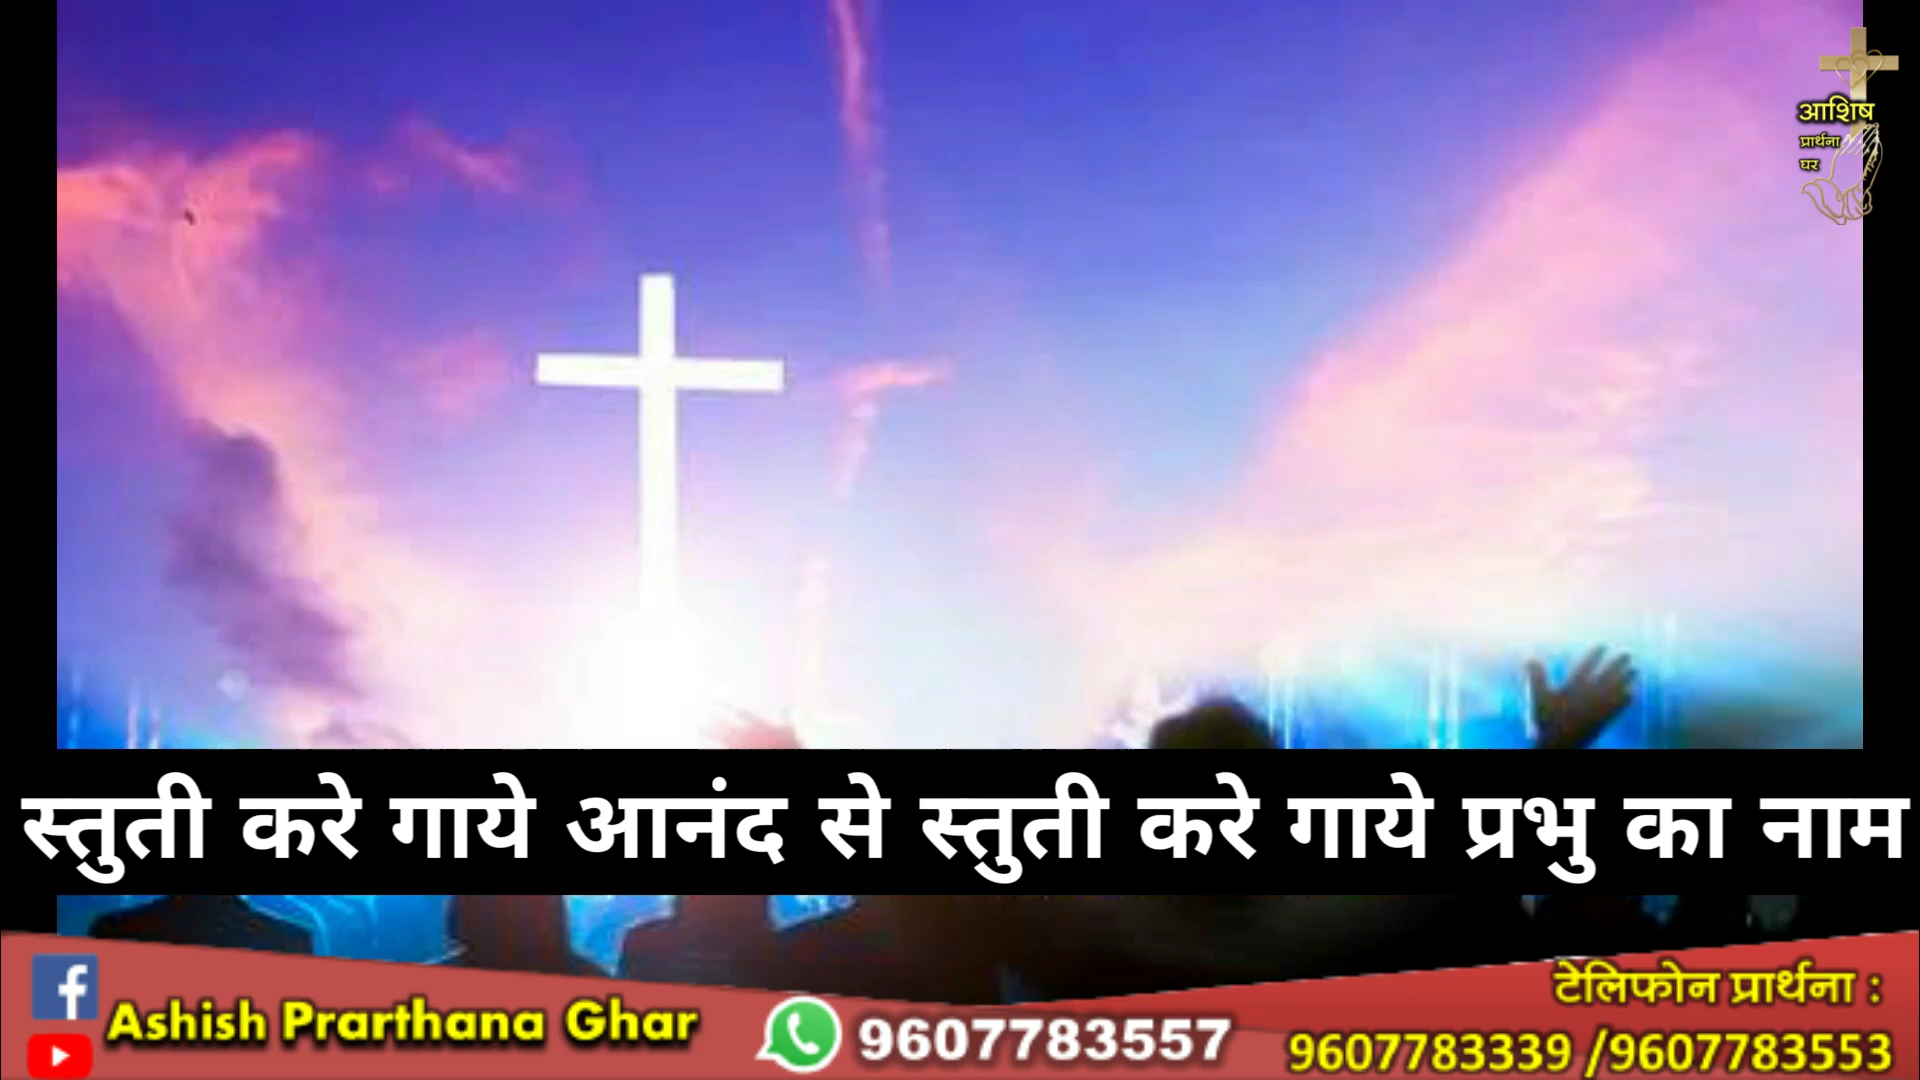 आशिष
प्रार्थना
घर
स्तुती करे गाये आनंद से स्तुती करे गाये प्रभु का नाम
Ashish Prarthana Ghar
9607783557
टेलिफोन प्रार्थना :
9607783339 /9607783553